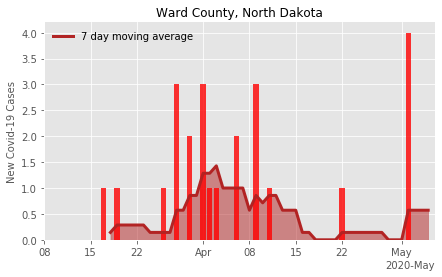 Ward County, North Dakota
7 day moving average
New Covid-19 Cases
4.0
3.5
3.0
2.5
2.0
1.5
1.0
0.5
0.0
08 15 22 Apr 08 15 22 May
2020-May